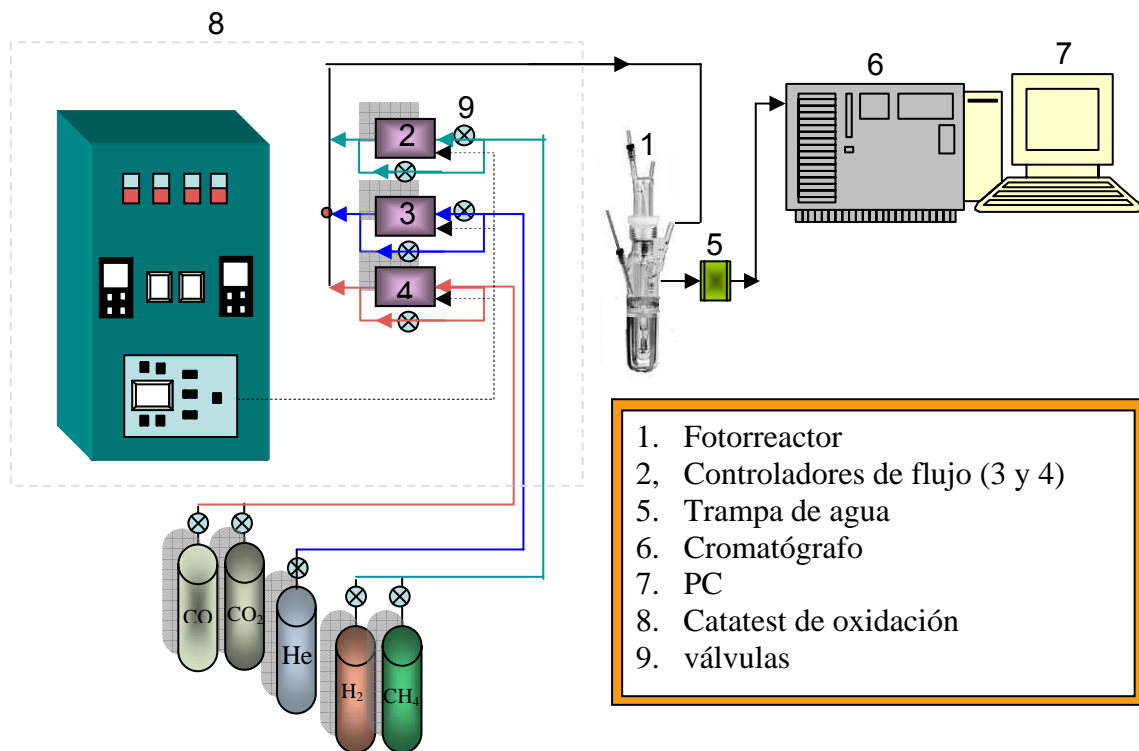 8
9
2
3
4
1
5
6
7
CO
CO₂
He
H₂
CH₄
1. Fotorreactor
2, Controladores de flujo (3 y 4)
5. Trampa de agua
6. Cromatógrafo
7. PC
8. Catatest de oxidación
9. válvulas